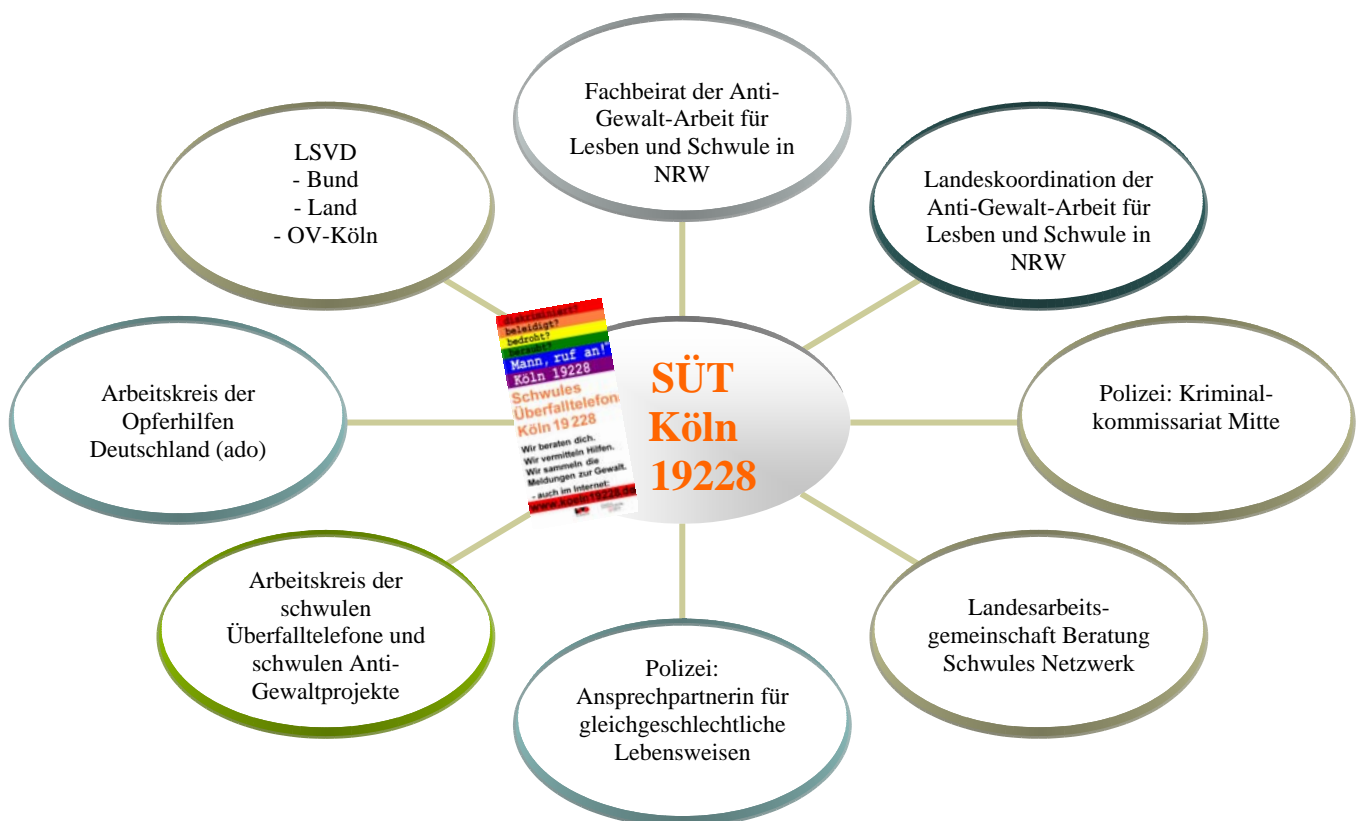 Fachbeirat der Anti-
Gewalt-Arbeit für
Lesben und Schwule in
NRW
LSVD
- Bund
- Land
- OV-Köln
Landeskoordination der
Anti-Gewalt-Arbeit für
Lesben und Schwule in
NRW
Arbeitskreis der
Opferhilfen
Deutschland (ado)
diskriminiert?
beleidigt?
bedroht?
beraubt?
Mann, ruf an!
Köln 19228
Schwules
Überfalltelefon
Köln 19 228
Wir beraten dich.
Wir vermitteln Hilfen.
Wir sammeln die
Meldungen zur Gewalt.
- auch im Internet:
www.koeln19228.de
SÜT
Köln
19228
Polizei: Kriminal-
kommissariat Mitte
Arbeitskreis der
schwulen
Überfalltelefone und
schwulen Anti-
Gewaltprojekte
Polizei:
Ansprechpartnerin für
gleichgeschlechtliche
Lebensweisen
Landesarbeits-
gemeinschaft Beratung
Schwules Netzwerk